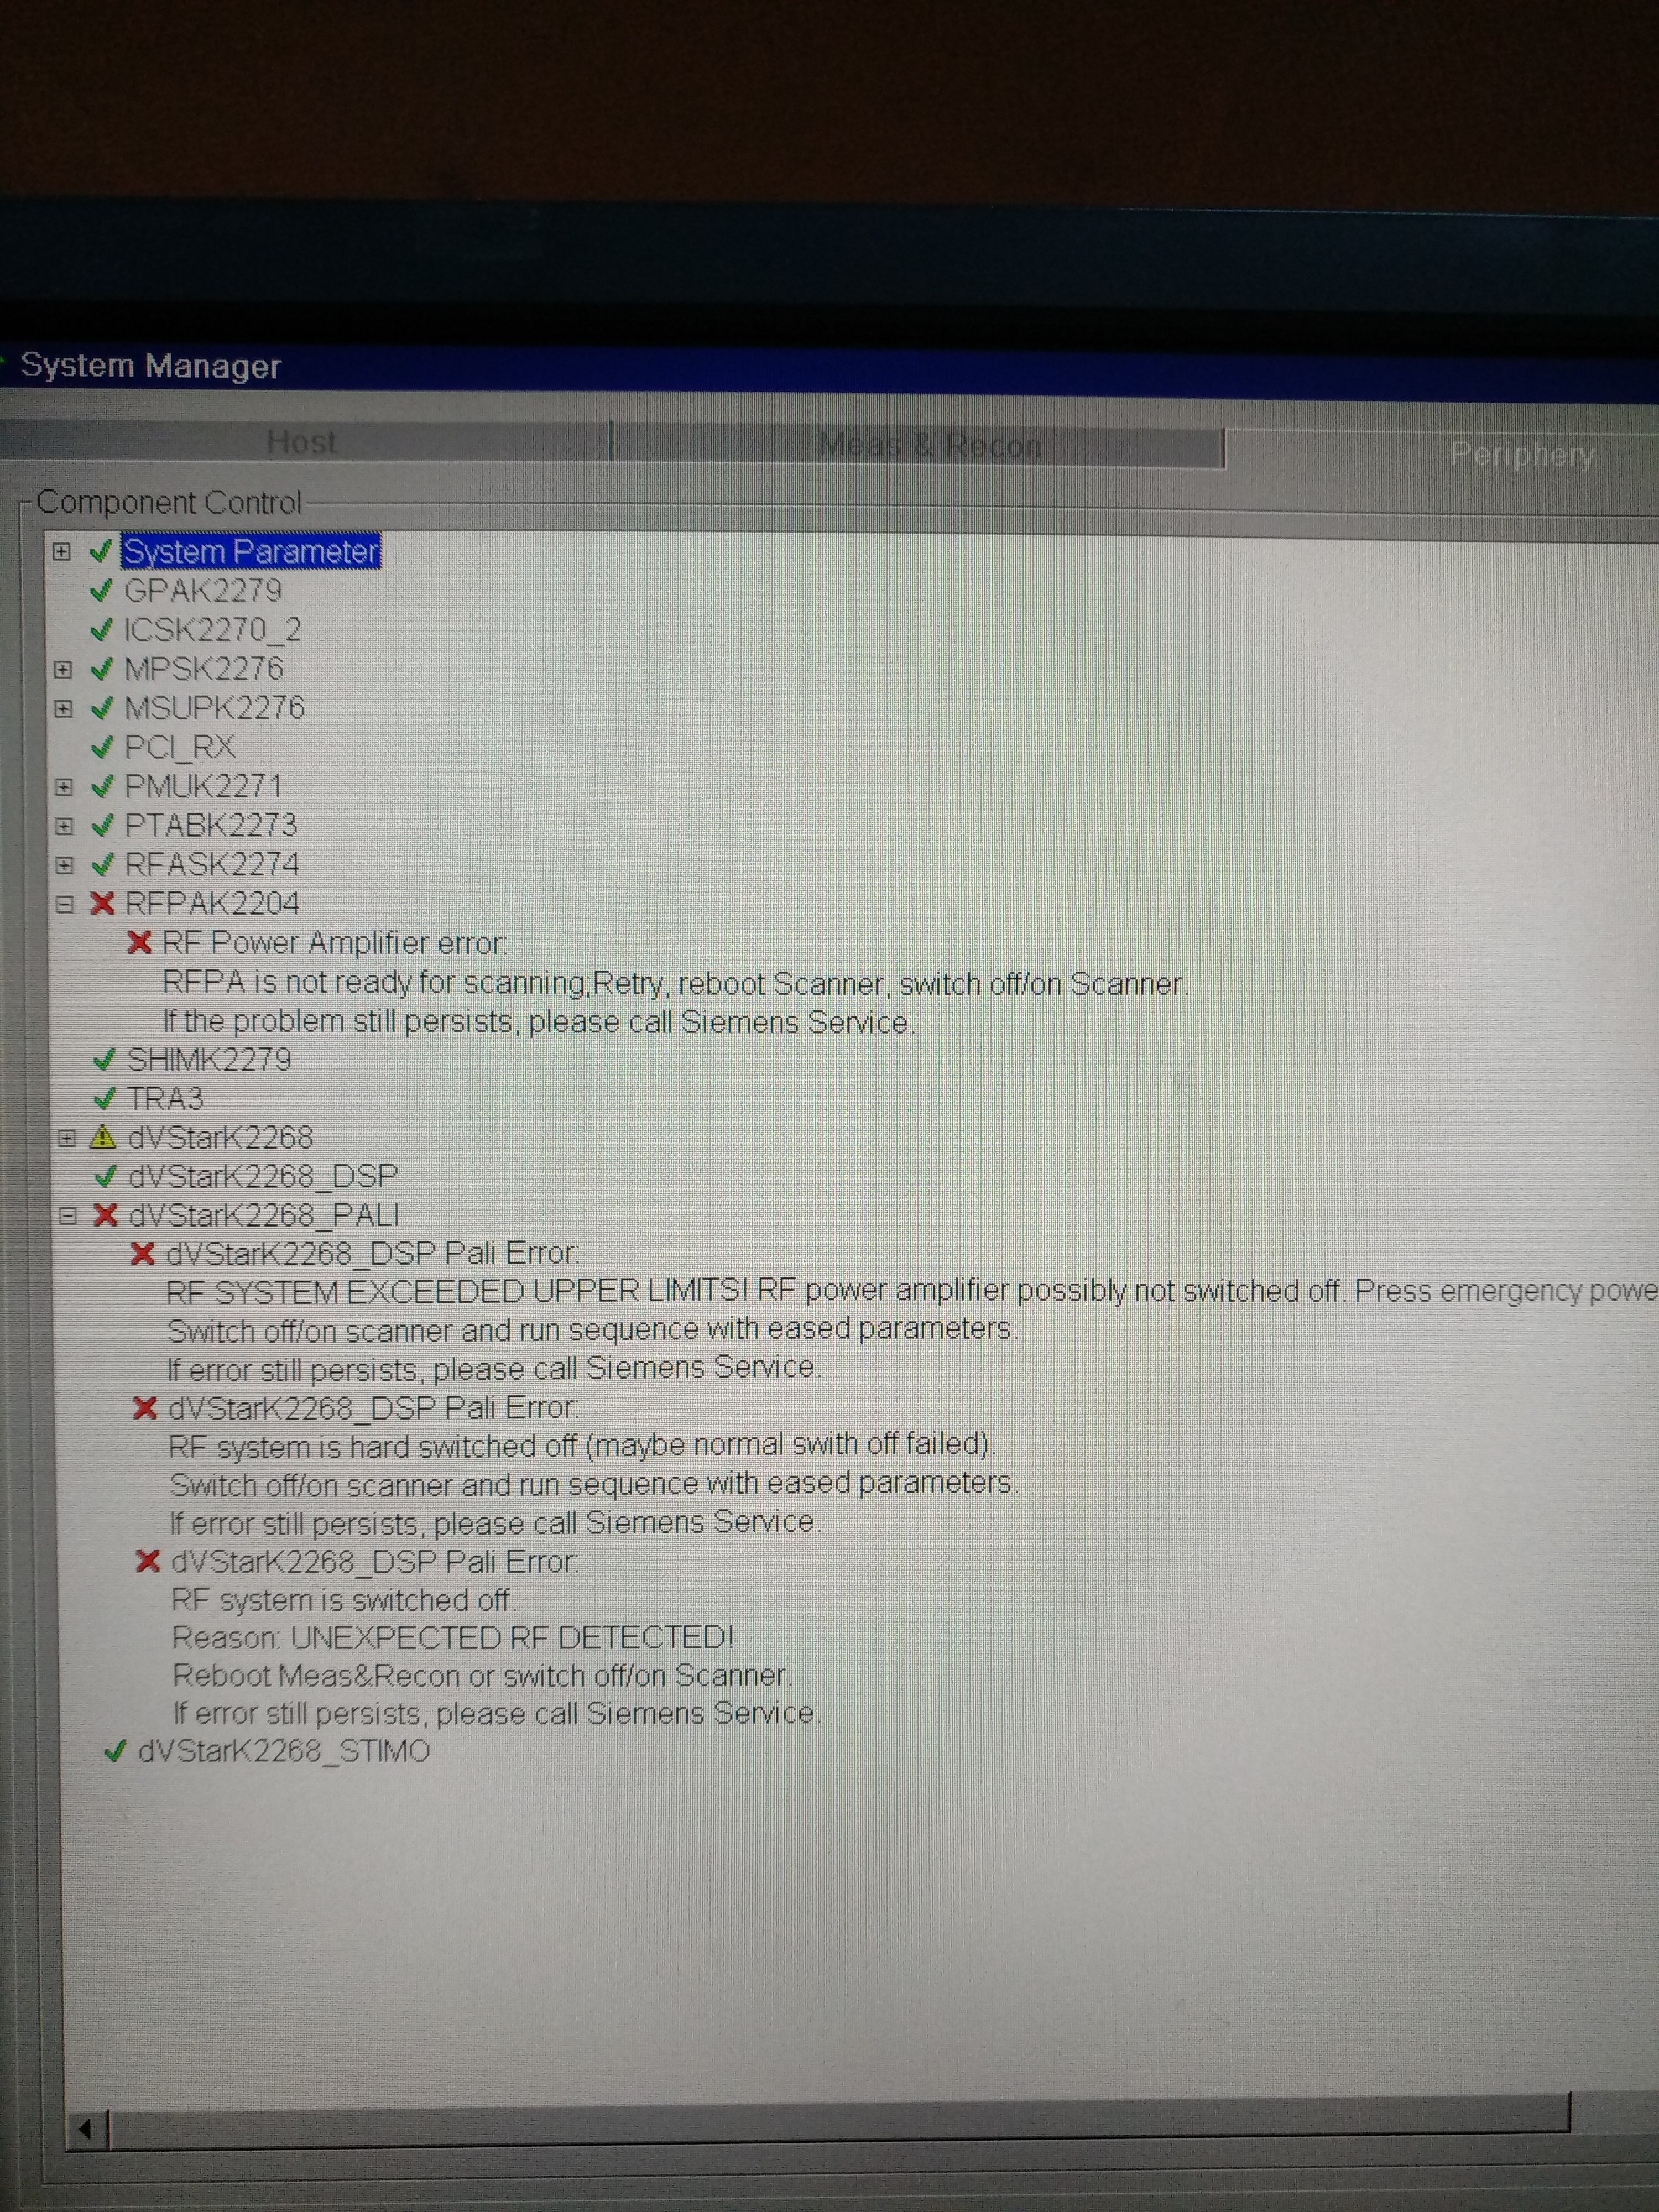 System Manager
Host
Meas & Recon
Periphery
Component Control
System Parameter
GPAK2279
ICSK2270_2
MPSK2276
MSUPK2276
PCI_RX
PMUK2271
PTABK2273
RFASK2274
RFPAK2204
RF Power Amplifier error:
RFPA is not ready for scanning;Retry, reboot Scanner, switch off/on Scanner.
If the problem still persists, please call Siemens Service.
SHIMK2279
TRA3
dVStarK2268
dVStarK2268_DSP
dVStarK2268_PALI
dVStarK2268_DSP Pali Error:
RF SYSTEM EXCEEDED UPPER LIMITS! RF power amplifier possibly not switched off. Press emergency powe
Switch off/on scanner and run sequence with eased parameters.
If error still persists, please call Siemens Service.
dVStarK2268_DSP Pali Error:
RF system is hard switched off (maybe normal swith off failed).
Switch off/on scanner and run sequence with eased parameters.
If error still persists, please call Siemens Service.
dVStarK2268_DSP Pali Error:
RF system is switched off.
Reason: UNEXPECTED RF DETECTED!
Reboot Meas&Recon or switch off/on Scanner.
If error still persists, please call Siemens Service.
dVStarK2268_STIMO